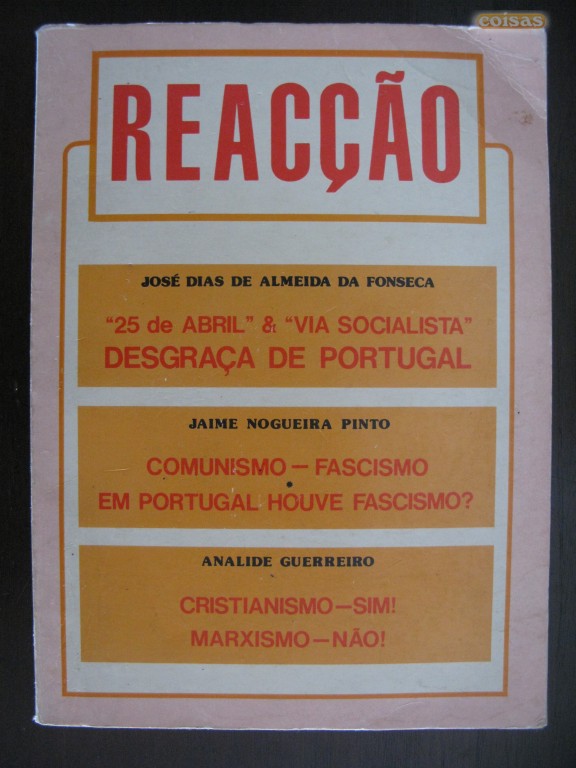 coisas
REACÇÃO
JOSÉ DIAS DE ALMEIDA DA FONSECA
"25 de ABRIL" & "VIA SOCIALISTA"
DESGRAÇA DE PORTUGAL
JAIME NOGUEIRA PINTO
COMUNISMO — FASCISMO
•
EM PORTUGAL HOUVE FASCISMO?
ANALIDE GUERREIRO
CRISTIANISMO—SIM!
MARXISMO—NÃO!